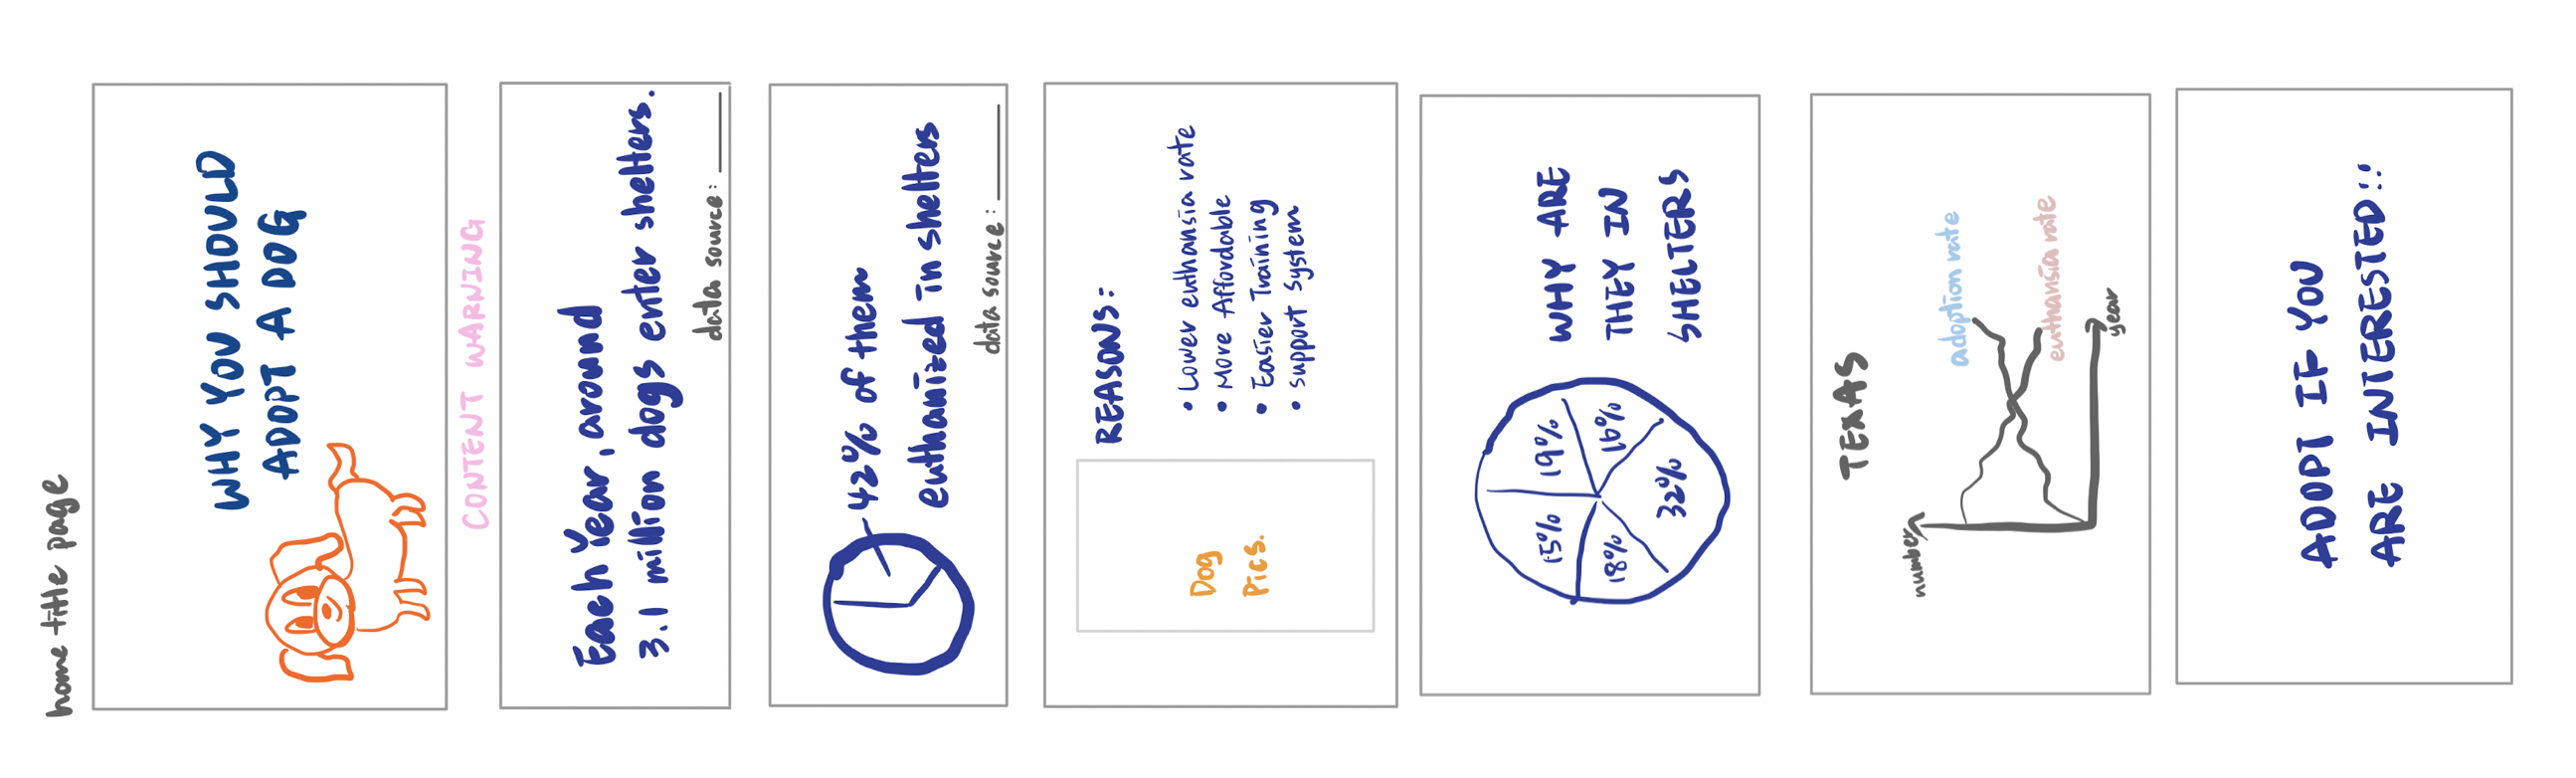 home title page
WHY YOU SHOULD
ADOPT A DOG
CONTENT WARNING
Each Year, around
3.1 million dogs enter shelters.
data source:
42% of them
euthanized in shelters
data source:
REASONS:
• Lower euthansia rate
• More Affordable
• Easier Training
• support system
Dog
Pics.
WHY ARE
THEY IN
SHELTERS
15%
19%
16%
18%
32%
TEXAS
number
adoption rate
euthansia rate
year
ADOPT IF YOU
ARE INTERESTED!!